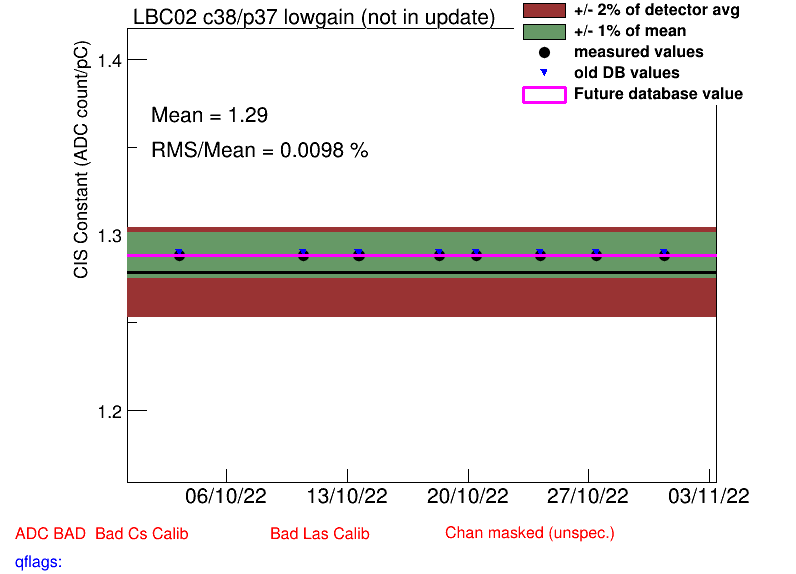 LBC02 c38/p37 lowgain (not in update)
+/- 2% of detector avg
+/- 1% of mean
measured values
old DB values
Future database value
CIS Constant (ADC count/pC)
1.4
Mean = 1.29
RMS/Mean = 0.0098 %
1.3
1.2
06/10/22 13/10/22 20/10/22 27/10/22 03/11/22
ADC BAD Bad Cs Calib Bad Las Calib Chan masked (unspec.)
qflags: